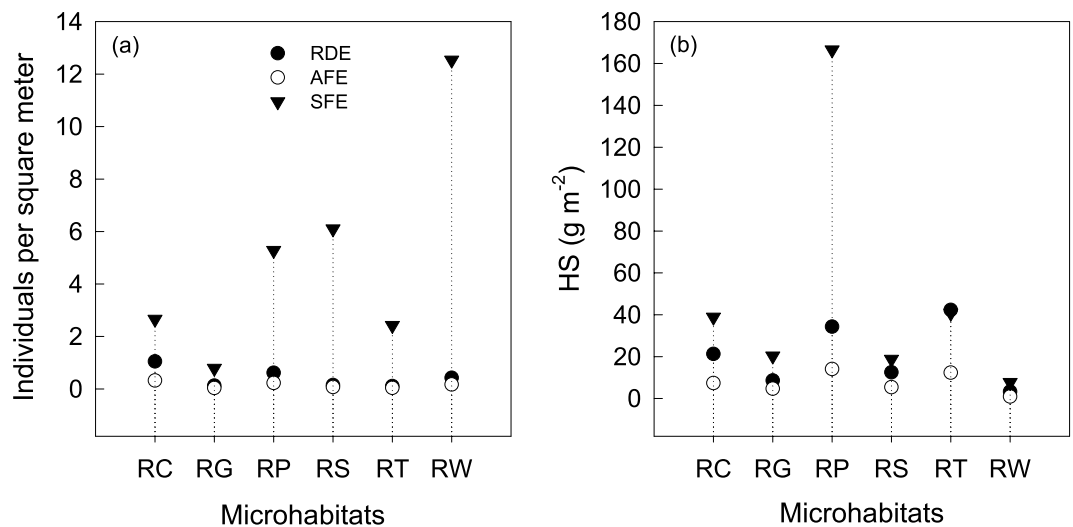 14
12
10
8
6
4
2
0
Individuals per square meter
(a)
RDE
AFE
SFE
RC RG RP RS RT RW
Microhabitats
180
160
140
120
100
80
60
40
20
0
HS (g m⁻²)
(b)
RC RG RP RS RT RW
Microhabitats